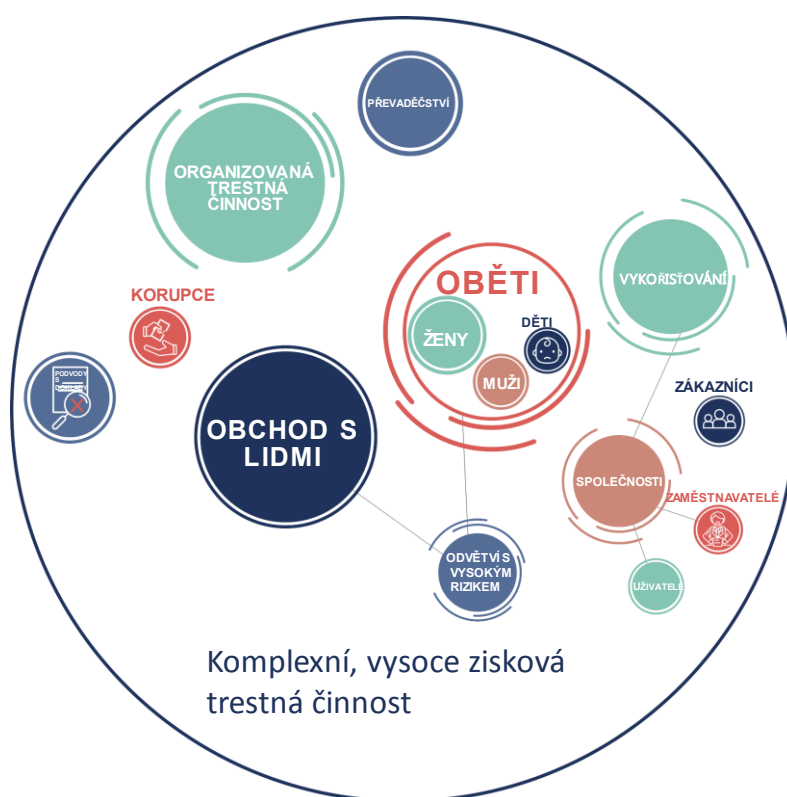 PŘEVADĚČSTVÍ
ORGANIZOVANÁ
TRESTNÁ
ČINNOST
VYKOŘISŤOVÁNÍ
OBĚTI
KORUPCE
DĚTI
ŽENY
MUŽI
PODVODY
S
ZÁKAZNÍCI
OBCHOD S
LIDMI
SPOLEČNOSTI
ZAMĚSTNAVATELÉ
ODVĚTVÍ S
VYSOKÝM
RIZIKEM
UŽIVATELÉ
Komplexní, vysoce zisková
trestná činnost